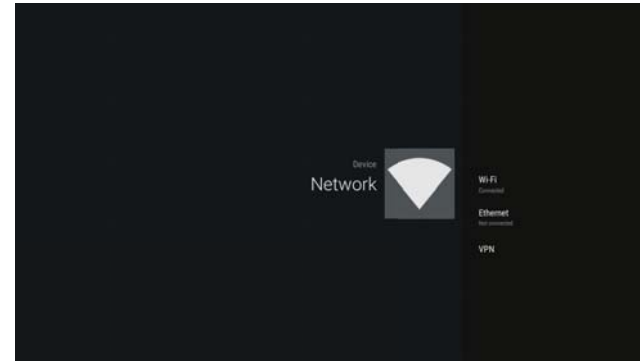 Device
Network
Wi-Fi
Connected
Ethernet
Not connected
VPN